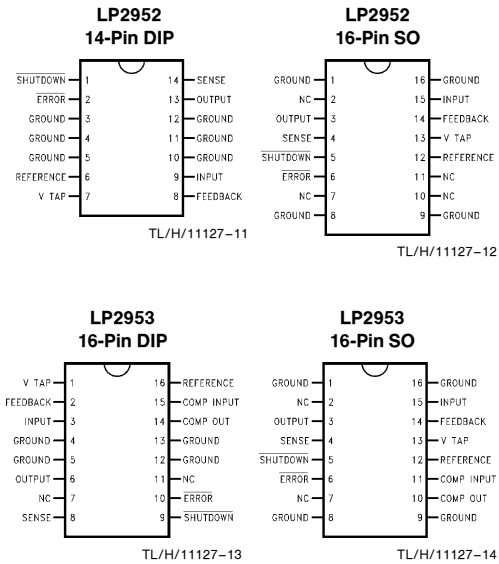 LP2952
14-Pin DIP
SHUTDOWN 1 14 SENSE
ERROR 2 13 OUTPUT
GROUND 3 12 GROUND
GROUND 4 11 GROUND
GROUND 5 10 GROUND
REFERENCE 6 9 INPUT
V TAP 7 8 FEEDBACK
TL/H/11127–11
LP2952
16-Pin SO
GROUND 1 16 GROUND
NC 2 15 INPUT
OUTPUT 3 14 FEEDBACK
SENSE 4 13 V TAP
SHUTDOWN 5 12 REFERENCE
ERROR 6 11 NC
NC 7 10 NC
GROUND 8 9 GROUND
TL/H/11127–12
LP2953
16-Pin DIP
V TAP 1 16 REFERENCE
FEEDBACK 2 15 COMP INPUT
INPUT 3 14 COMP OUT
GROUND 4 13 GROUND
GROUND 5 12 GROUND
OUTPUT 6 11 NC
NC 7 10 ERROR
SENSE 8 9 SHUTDOWN
TL/H/11127–13
LP2953
16-Pin SO
GROUND 1 16 GROUND
NC 2 15 INPUT
OUTPUT 3 14 FEEDBACK
SENSE 4 13 V TAP
SHUTDOWN 5 12 REFERENCE
ERROR 6 11 COMP INPUT
NC 7 10 COMP OUT
GROUND 8 9 GROUND
TL/H/11127–14